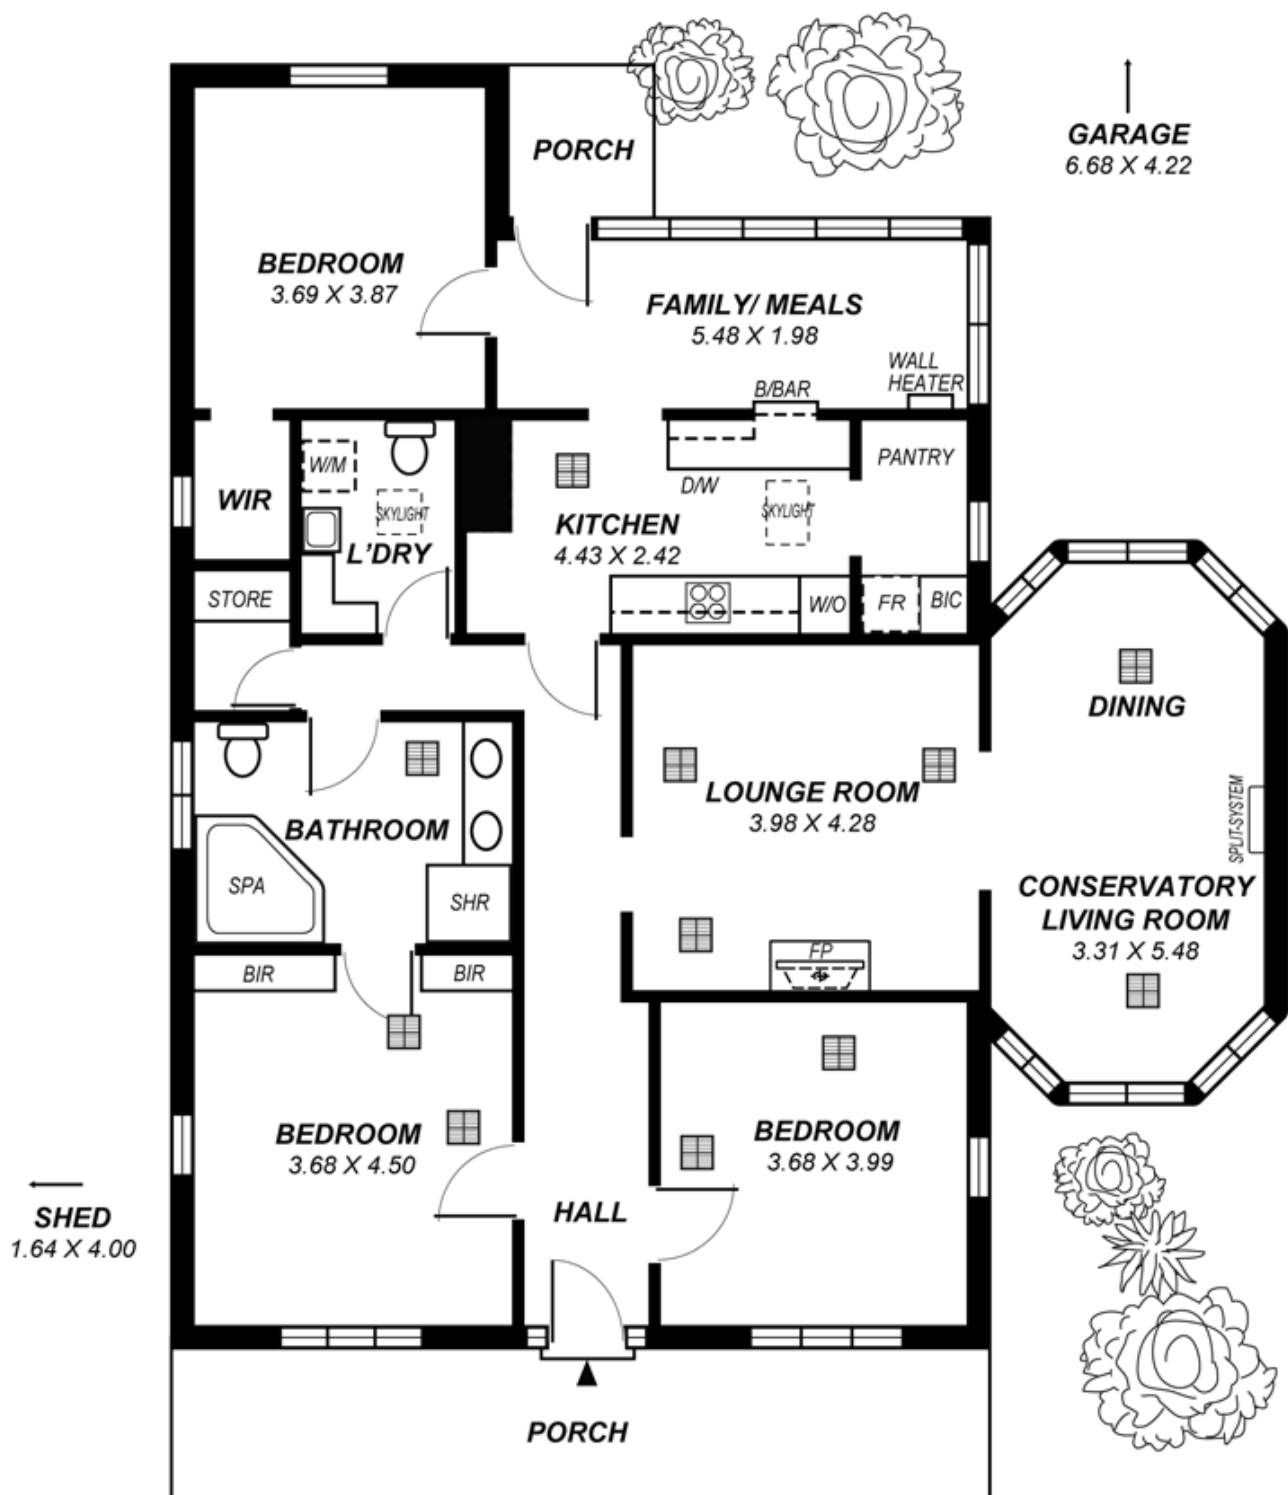 PORCH
GARAGE
6.68 X 4.22
BEDROOM
3.69 X 3.87
FAMILY/ MEALS
5.48 X 1.98
WALL
HEATER
B/BAR
W/M
SKYLIGHT
L'DRY
WIR
STORE
D/W
SKYLIGHT
PANTRY
KITCHEN
4.43 X 2.42
W/O
FR
BIC
DINING
LOUNGE ROOM
3.98 X 4.28
SPLIT-SYSTEM
BATHROOM
SPA
SHR
CONSERVATORY
LIVING ROOM
3.31 X 5.48
FP
BIR
BIR
BEDROOM
3.68 X 4.50
BEDROOM
3.68 X 3.99
HALL
SHED
1.64 X 4.00
PORCH